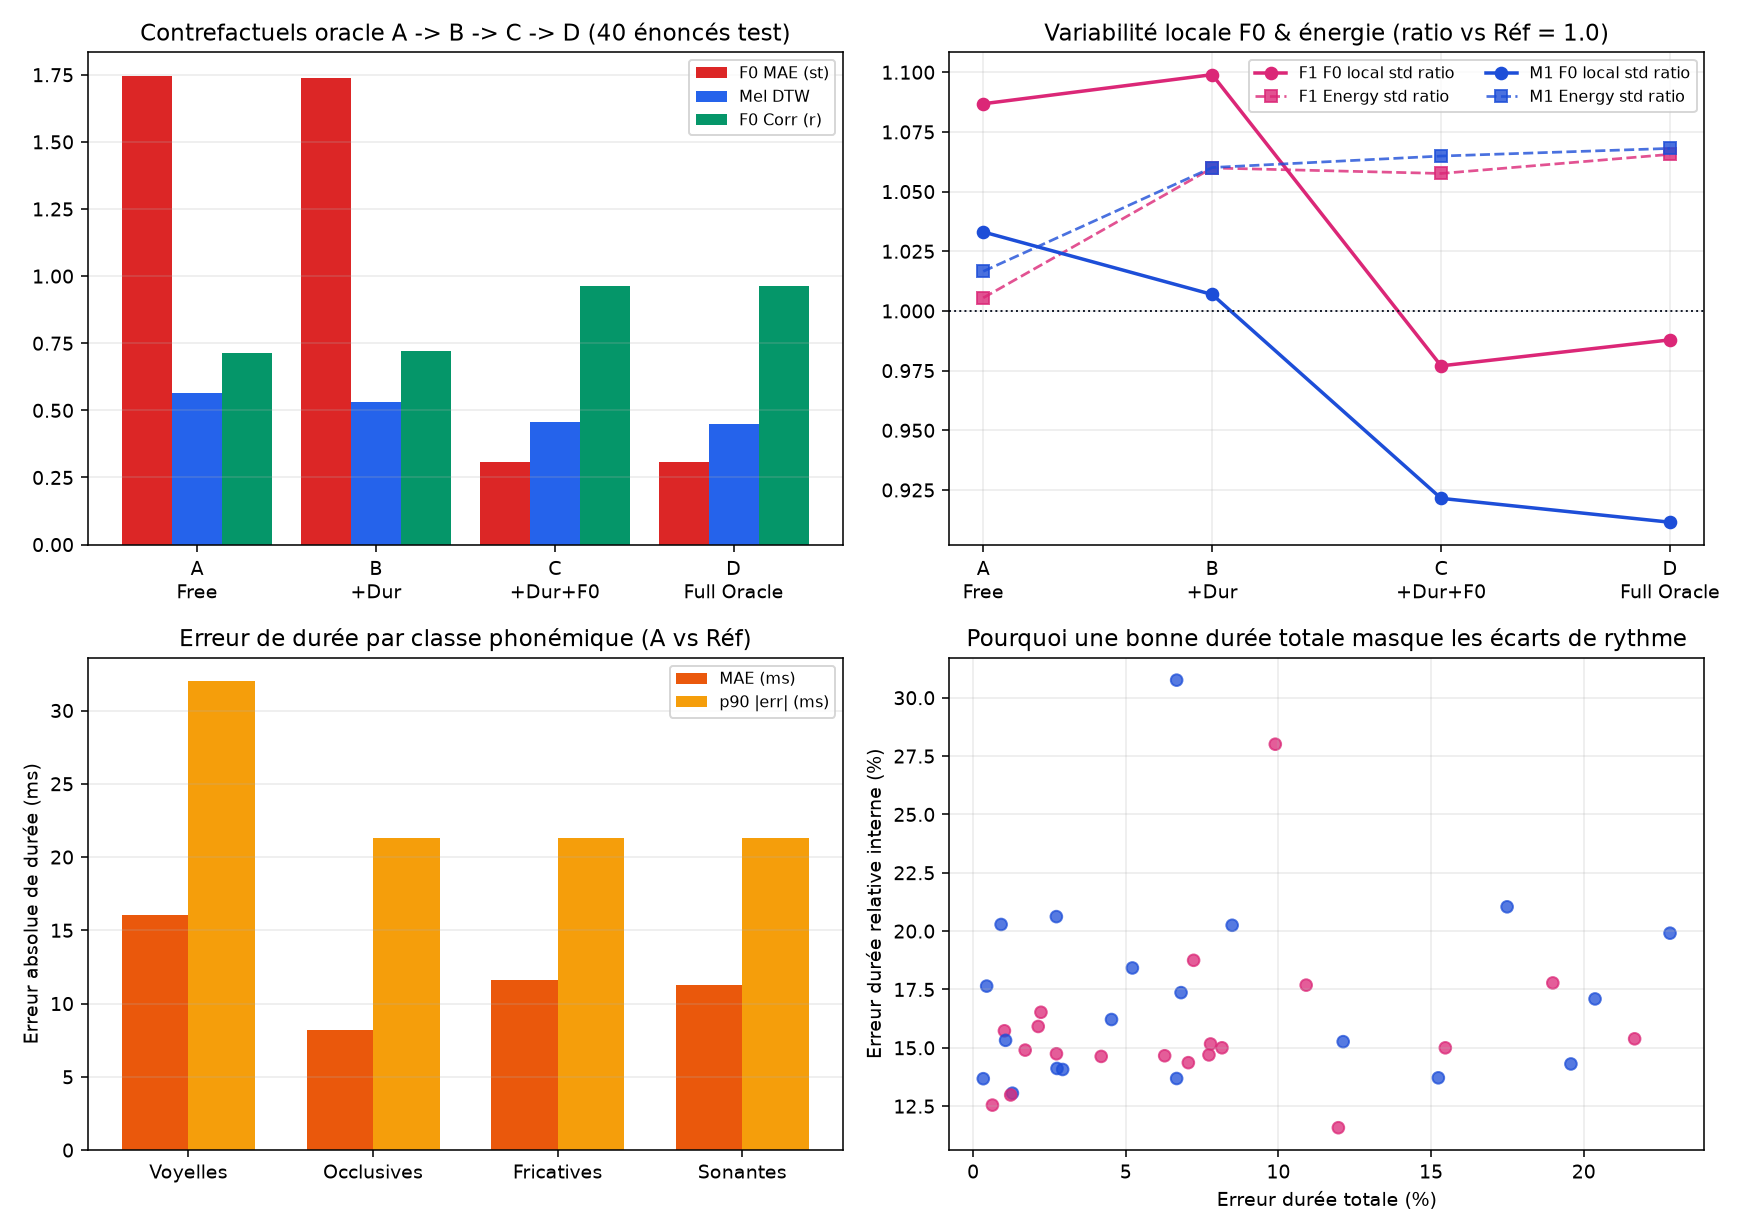 Contrefactuels oracle A -> B -> C -> D (40 énoncés test)
F0 MAE (st)
Mel DTW
F0 Corr (r)
1.75
1.50
1.25
1.00
0.75
0.50
0.25
0.00
A
Free
B
+Dur
C
+Dur+F0
D
Full Oracle
Variabilité locale F0 & énergie (ratio vs Réf = 1.0)
F1 F0 local std ratio
F1 Energy std ratio
M1 F0 local std ratio
M1 Energy std ratio
1.100
1.075
1.050
1.025
1.000
0.975
0.950
0.925
A
Free
B
+Dur
C
+Dur+F0
D
Full Oracle
Erreur de durée par classe phonémique (A vs Réf)
MAE (ms)
p90 |err| (ms)
Erreur absolue de durée (ms)
30
25
20
15
10
5
0
Voyelles
Occlusives
Fricatives
Sonantes
Pourquoi une bonne durée totale masque les écarts de rythme
Erreur durée relative interne (%)
30.0
27.5
25.0
22.5
20.0
17.5
15.0
12.5
0
5
10
15
20
Erreur durée totale (%)